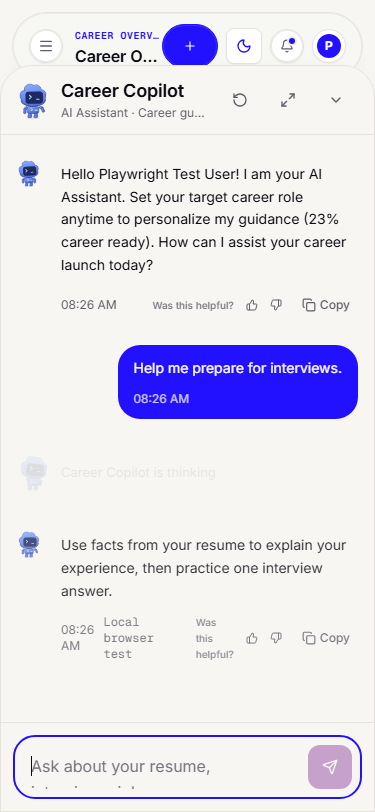 CAREER OVERV…
Career O…
P
Career Copilot
AI Assistant · Career gu...
Hello Playwright Test User! I am your AI
Assistant. Set your target career role
anytime to personalize my guidance (23%
career ready). How can I assist your career
launch today?
08:26 AM Was this helpful? Copy
Help me prepare for interviews.
08:26 AM
Career Copilot is thinking
Use facts from your resume to explain your
experience, then practice one interview
answer.
08:26 AM Local browser test Was this helpful? Copy
Ask about your resume,